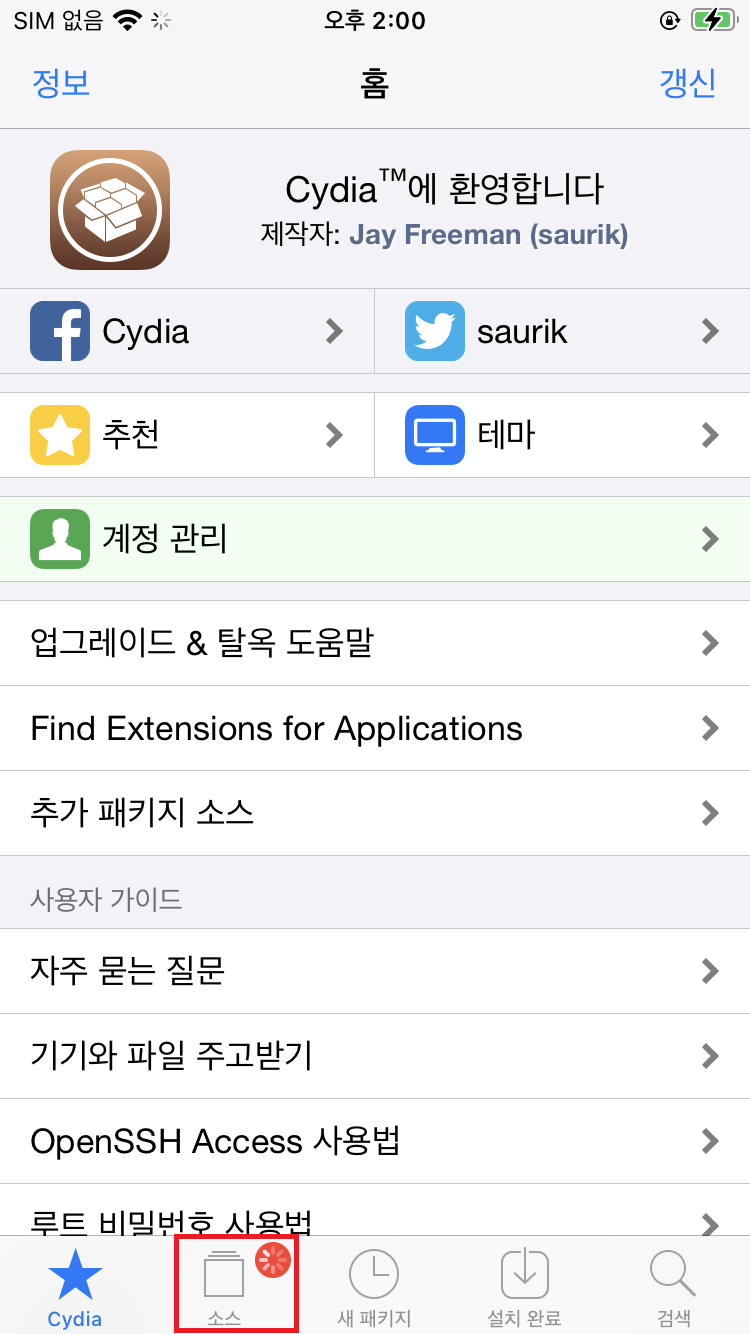 SIM 없음 오후 2:00
정보 홈 갱신
Cydia™에 환영합니다
제작자: Jay Freeman (saurik)
Cydia saurik
추천 테마
계정 관리
업그레이드 & 탈옥 도움말
Find Extensions for Applications
추가 패키지 소스
사용자 가이드
자주 묻는 질문
기기와 파일 주고받기
OpenSSH Access 사용법
루트 비밀번호 사용법
Cydia 소스 새 패키지 설치 완료 검색